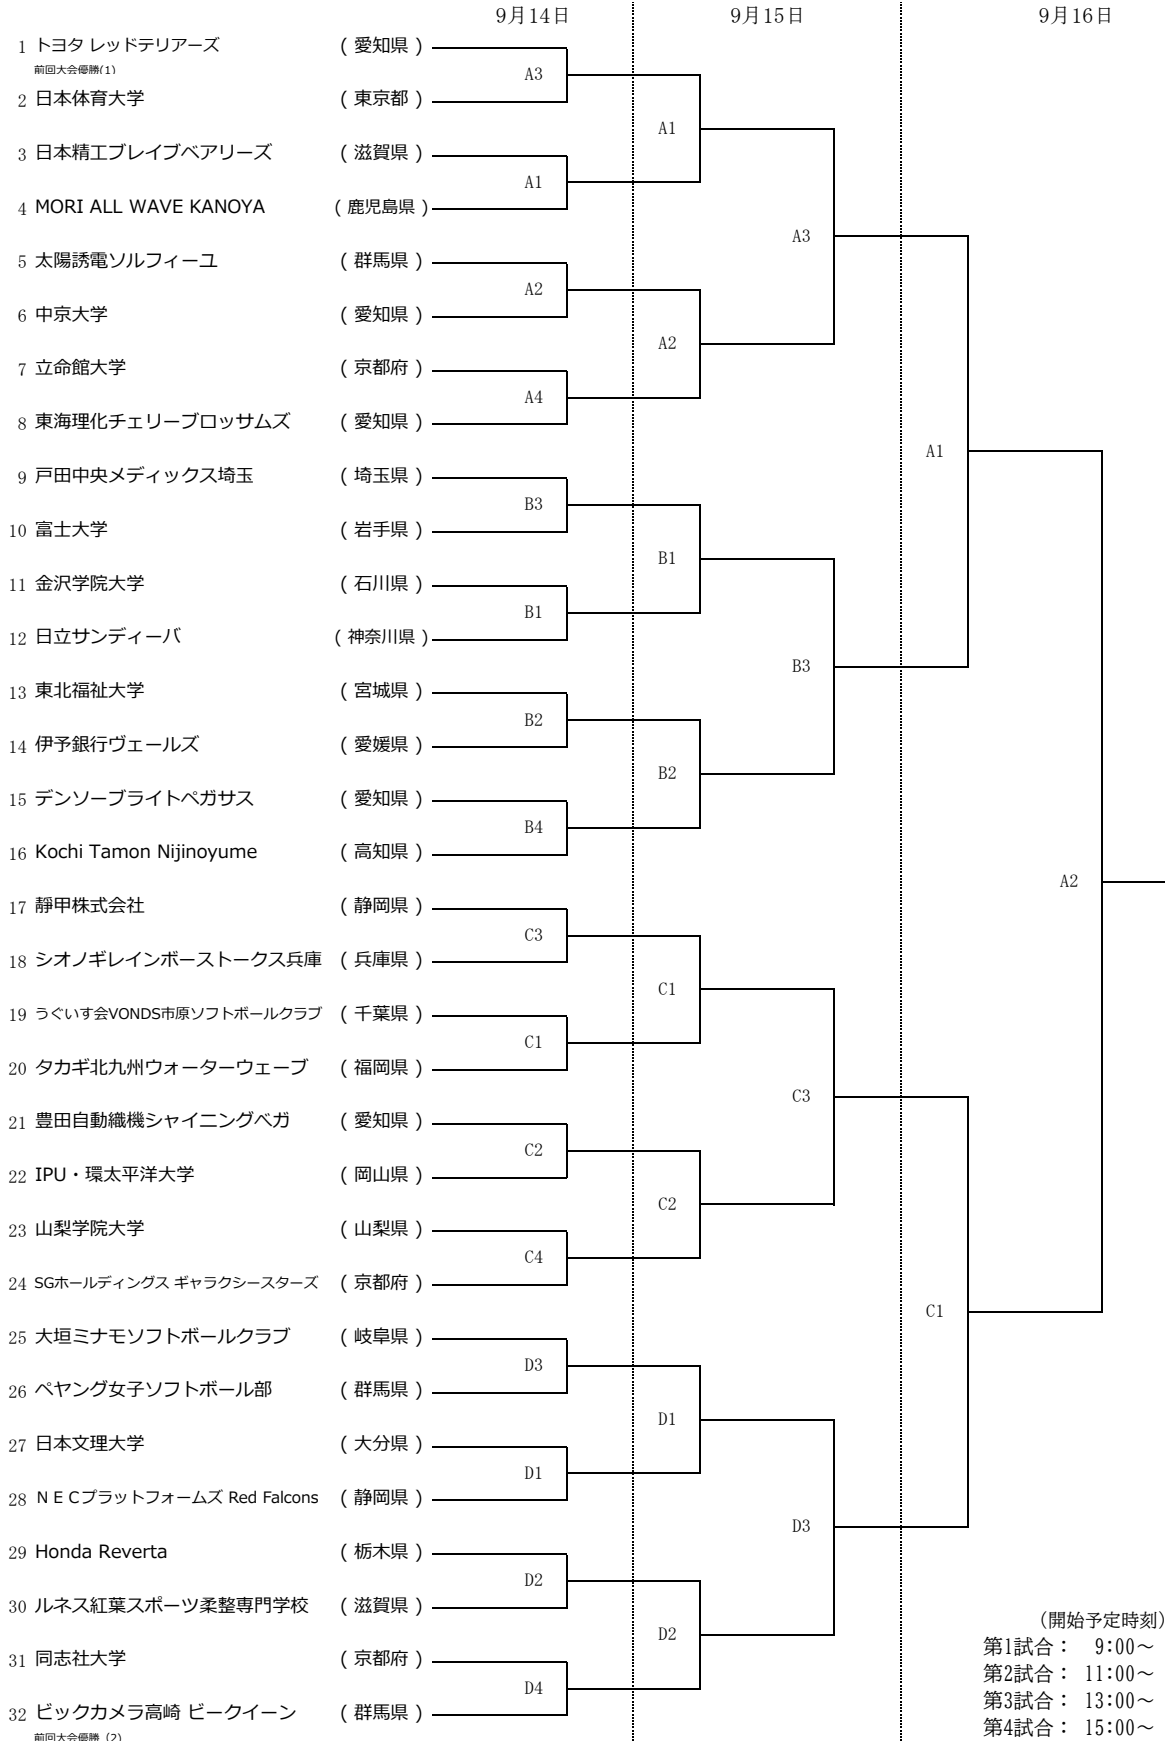 9月14日 9月15日 9月16日
1 トヨタ レッドテリアーズ ( 愛知県 )
前回大会優勝(1)
A3
2 日本体育大学 ( 東京都 )
A1
3 日本精工ブレイブベアリーズ ( 滋賀県 )
A1
4 MORI ALL WAVE KANOYA ( 鹿児島県 )
A3
5 太陽誘電ソルフィーユ ( 群馬県 )
A2
6 中京大学 ( 愛知県 )
A2
7 立命館大学 ( 京都府 )
A4
8 東海理化チェリーブロッサムズ ( 愛知県 )
A1
9 戸田中央メディックス埼玉 ( 埼玉県 )
B3
10 富士大学 ( 岩手県 )
B1
11 金沢学院大学 ( 石川県 )
B1
12 日立サンディーバ ( 神奈川県 )
B3
13 東北福祉大学 ( 宮城県 )
B2
14 伊予銀行ヴェールズ ( 愛媛県 )
B2
15 デンソーブライトペガサス ( 愛知県 )
B4
16 Kochi Tamon Nijinoyume ( 高知県 )
A2
17 靜甲株式会社 ( 静岡県 )
C3
18 シオノギレインボーストークス兵庫 ( 兵庫県 )
C1
19 うぐいす会VONDS市原ソフトボールクラブ ( 千葉県 )
C1
20 タカギ北九州ウォーターウェーブ ( 福岡県 )
C3
21 豊田自動織機シャイニングベガ ( 愛知県 )
C2
22 IPU・環太平洋大学 ( 岡山県 )
C2
23 山梨学院大学 ( 山梨県 )
C4
24 SGホールディングス ギャラクシースターズ ( 京都府 )
C1
25 大垣ミナモソフトボールクラブ ( 岐阜県 )
D3
26 ペヤング女子ソフトボール部 ( 群馬県 )
D1
27 日本文理大学 ( 大分県 )
D1
28 ＮＥＣプラットフォームズ Red Falcons ( 静岡県 )
D3
29 Honda Reverta ( 栃木県 )
D2
30 ルネス紅葉スポーツ柔整専門学校 ( 滋賀県 )
D2
31 同志社大学 ( 京都府 )
D4
32 ビックカメラ高崎 ビークイーン ( 群馬県 )
前回大会優勝 (2)
（開始予定時刻）
第1試合： 9:00～
第2試合： 11:00～
第3試合： 13:00～
第4試合： 15:00～